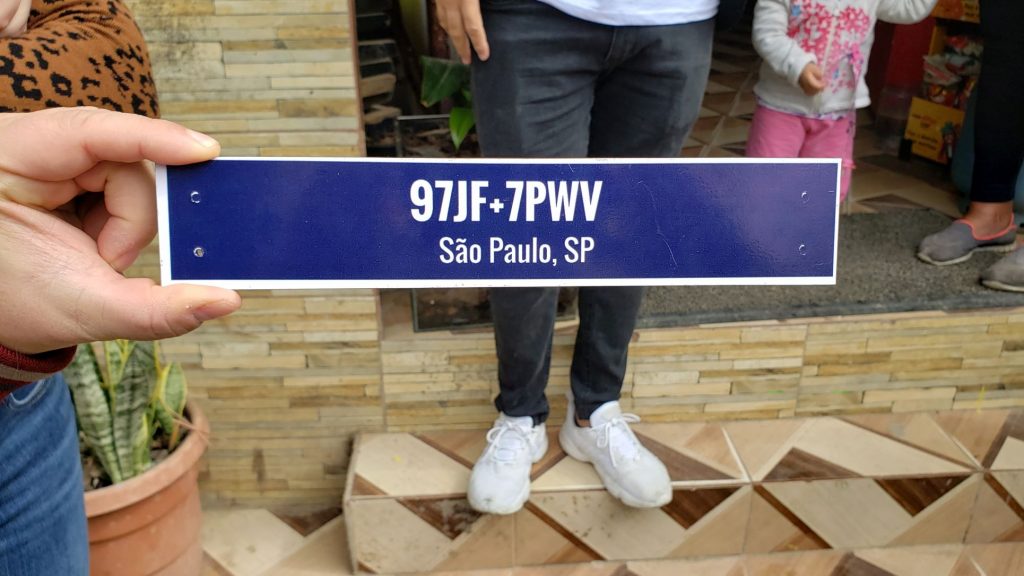 97JF+7PWV
São Paulo, SP